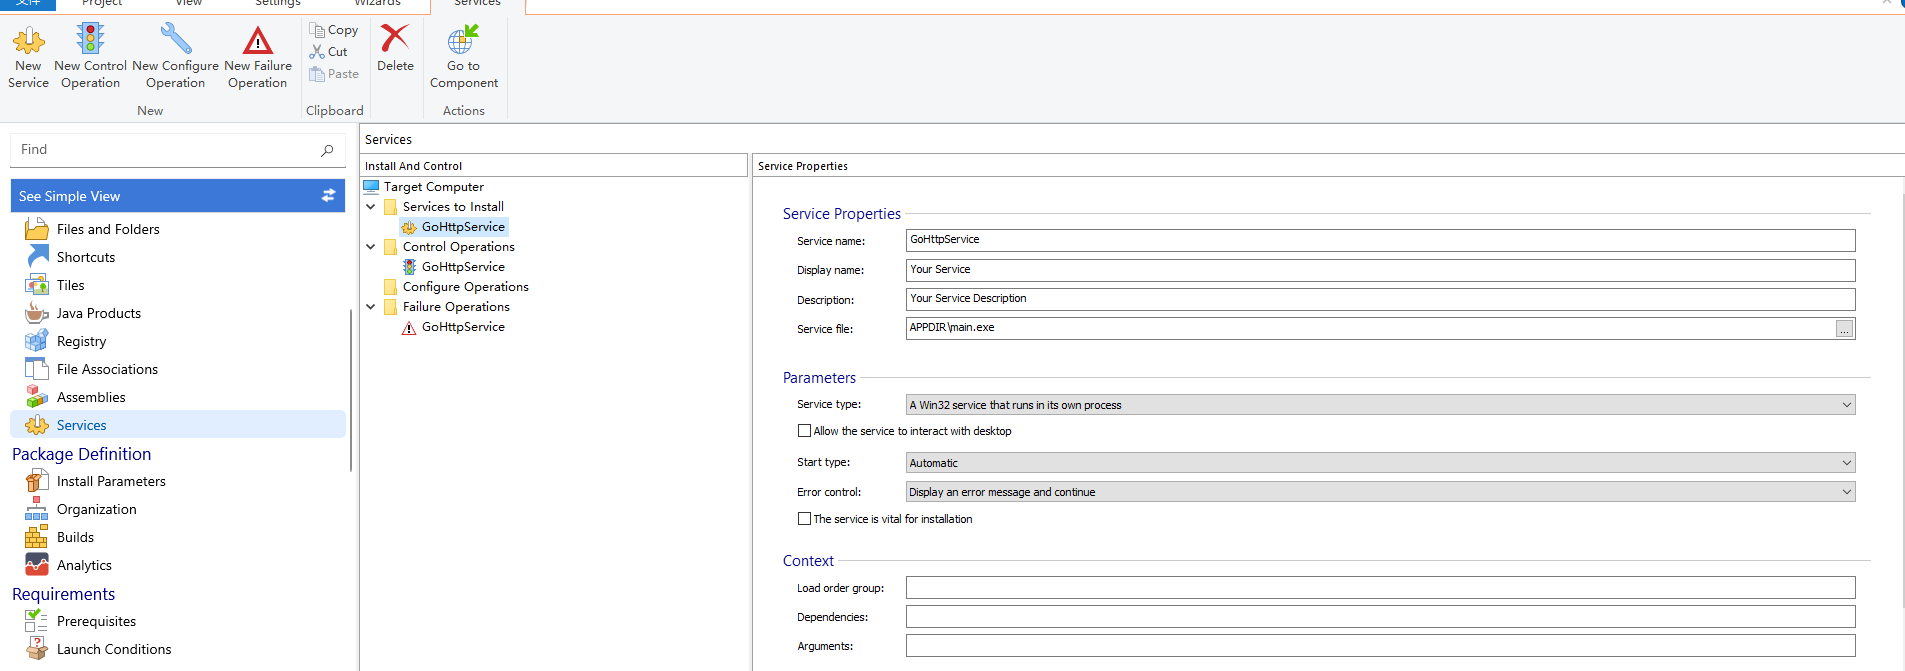 文件 Project View Settings Wizards Services
New Service
New Control Operation
New Configure Operation
New Failure Operation
New
Copy
Cut
Paste
Clipboard
Delete
Go to Component
Actions
Find
See Simple View
Files and Folders
Shortcuts
Tiles
Java Products
Registry
File Associations
Assemblies
Services
Package Definition
Install Parameters
Organization
Builds
Analytics
Requirements
Prerequisites
Launch Conditions
Services
Install And Control
Target Computer
Services to Install
GoHttpService
Control Operations
GoHttpService
Configure Operations
Failure Operations
GoHttpService
Service Properties
Service Properties
Service name: GoHttpService
Display name: Your Service
Description: Your Service Description
Service file: APPDIR\main.exe ...
Parameters
Service type: A Win32 service that runs in its own process
Allow the service to interact with desktop
Start type: Automatic
Error control: Display an error message and continue
The service is vital for installation
Context
Load order group:
Dependencies:
Arguments: